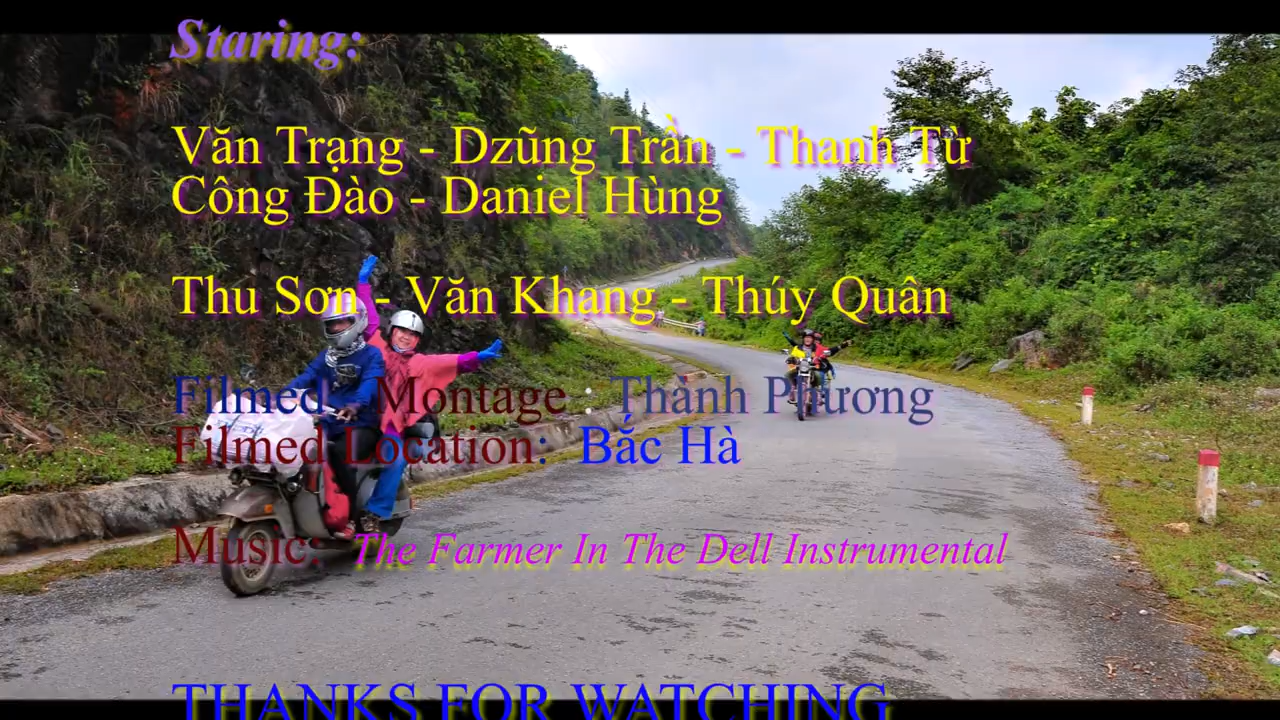 Staring:
Văn Trạng - Dzũng Trần - Thanh Từ
Công Đào - Daniel Hùng
Thu Sơn - Văn Khang - Thúy Quân
Filmed - Montage : Thành Phương
Filmed Location: Bắc Hà
Music: The Farmer In The Dell Instrumental
THANKS FOR WATCHING